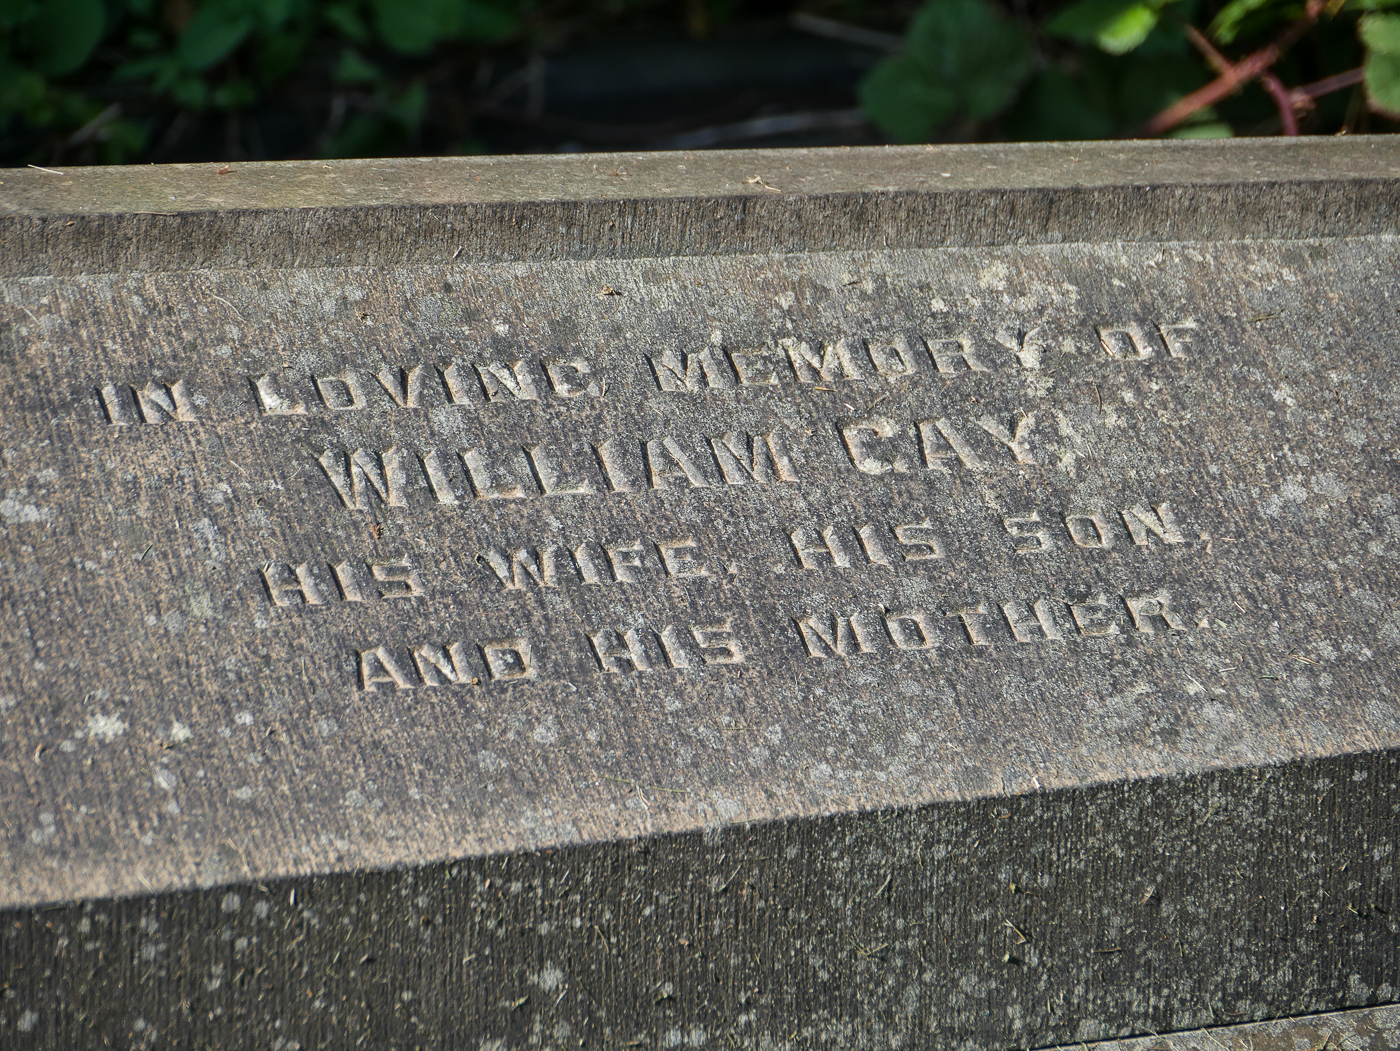 IN LOVING MEMORY OF
WILLIAM CAY,
HIS WIFE, HIS SON,
AND HIS MOTHER.